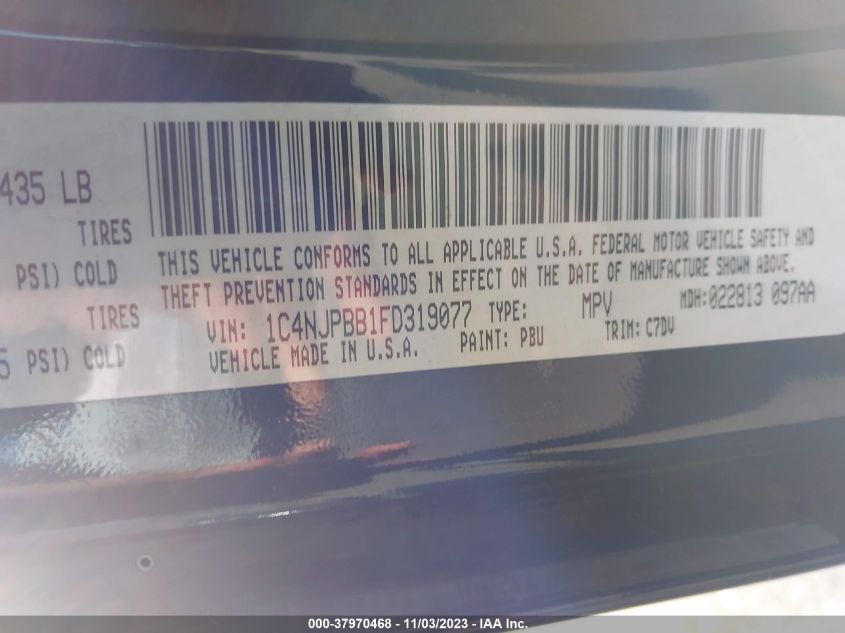 435 LB
TIRES
PSI) COLD
TIRES
5 PSI) COLD
THIS VEHICLE CONFORMS TO ALL APPLICABLE U.S.A. FEDERAL MOTOR VEHICLE SAFETY AND
THEFT PREVENTION STANDARDS IN EFFECT ON THE DATE OF MANUFACTURE SHOWN ABOVE.
VIN: 1C4NJPBB1FD319077 TYPE: MPV MDH:022813 097AA
VEHICLE MADE IN U.S.A. PAINT: PBU TRIM: C7DV
000-37970468 - 11/03/2023 - IAA Inc.